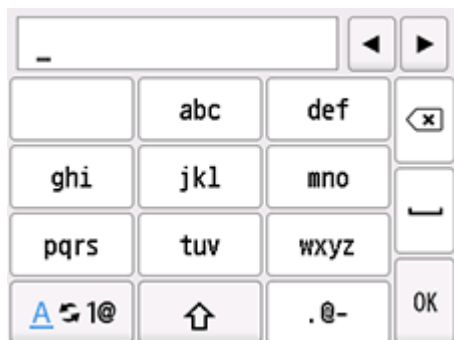 _
abc def
ghi jkl mno
pqrs tuv wxyz
A 1@ .@- OK